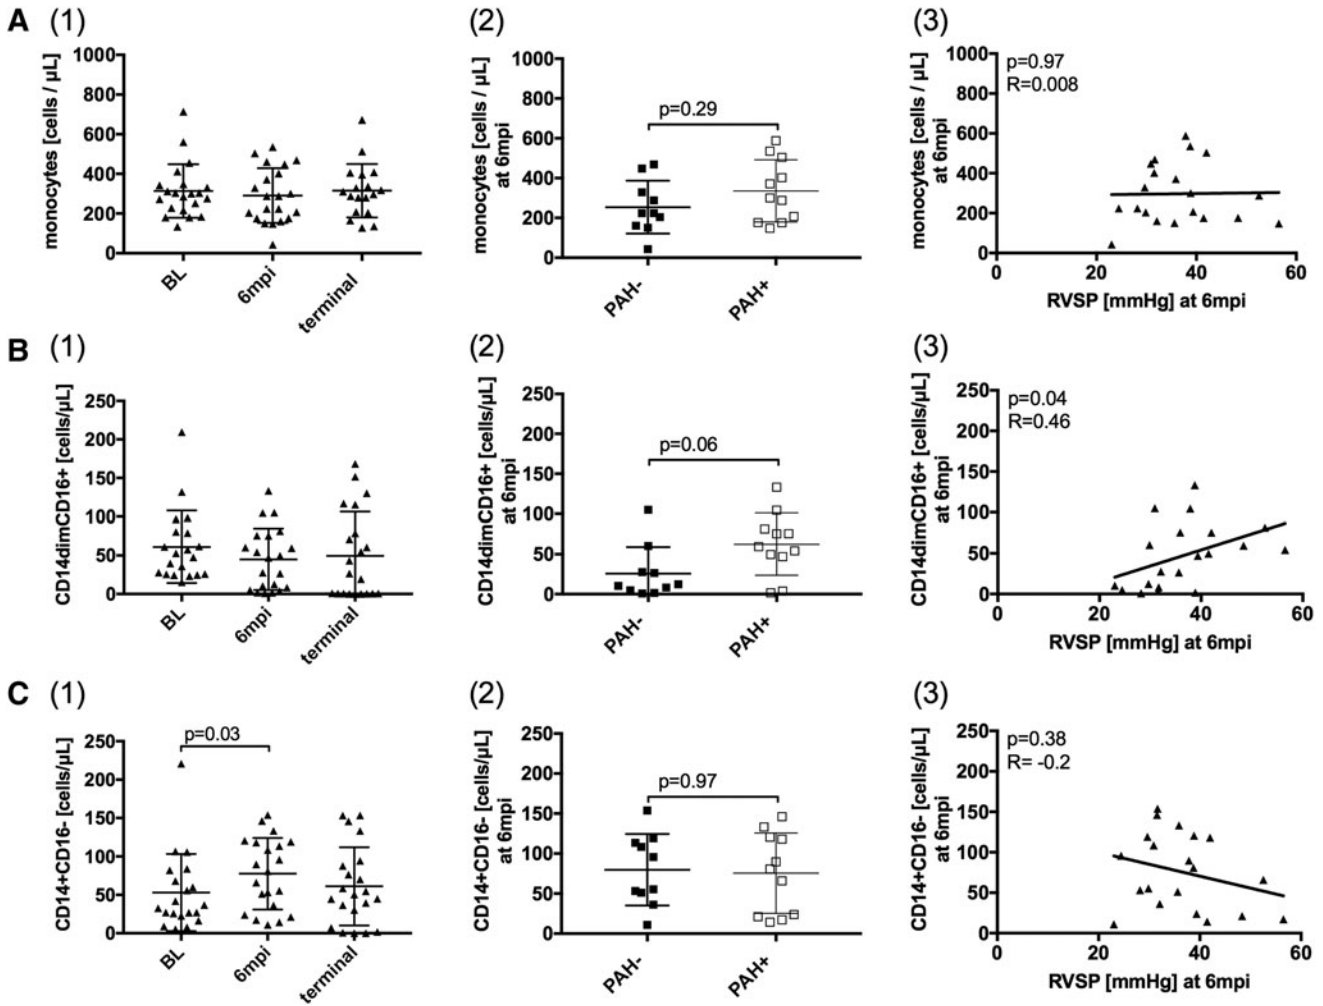 A (1) (2) (3)
monocytes [cells / µL]
1000
800
600
400
200
0
BL
6mpi
terminal
monocytes [cells / µL]
at 6mpi
1000
800
600
400
200
0
p=0.29
PAH-
PAH+
monocytes [cells / µL]
at 6mpi
1000
800
600
400
200
0
p=0.97
R=0.008
0 20 40 60
RVSP [mmHg] at 6mpi
B (1) (2) (3)
CD14dimCD16+ [cells/µL]
250
200
150
100
50
0
BL
6mpi
terminal
CD14dimCD16+ [cells/µL]
at 6mpi
250
200
150
100
50
0
p=0.06
PAH-
PAH+
CD14dimCD16+ [cells/µL]
at 6mpi
250
200
150
100
50
0
p=0.04
R=0.46
0 20 40 60
RVSP [mmHg] at 6mpi
C (1) (2) (3)
CD14+CD16- [cells/µL]
250
200
150
100
50
0
p=0.03
BL
6mpi
terminal
CD14+CD16- [cells/µL]
at 6mpi
250
200
150
100
50
0
p=0.97
PAH-
PAH+
CD14+CD16- [cells/µL]
at 6mpi
250
200
150
100
50
0
p=0.38
R= -0.2
0 20 40 60
RVSP [mmHg] at 6mpi